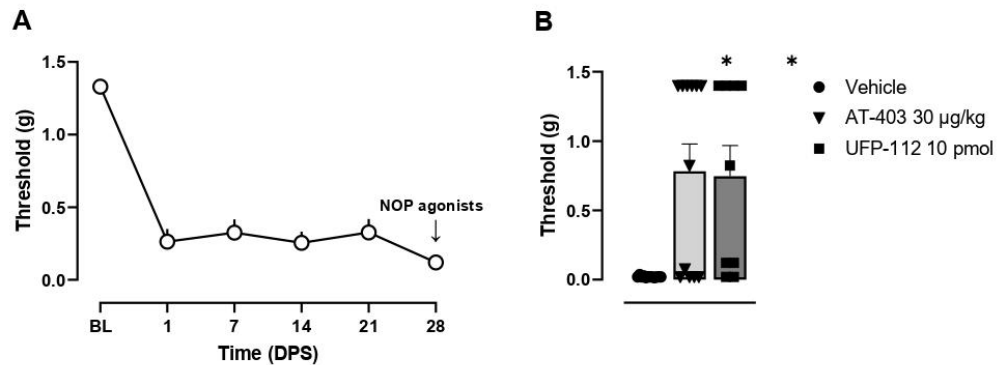 A
Threshold (g)
1.5
1.0
0.5
0.0
NOP agonists
↓
BL 1 7 14 21 28
Time (DPS)
B
Threshold (g)
1.5
1.0
0.5
0.0
* *
Vehicle
AT-403 30 µg/kg
UFP-112 10 pmol